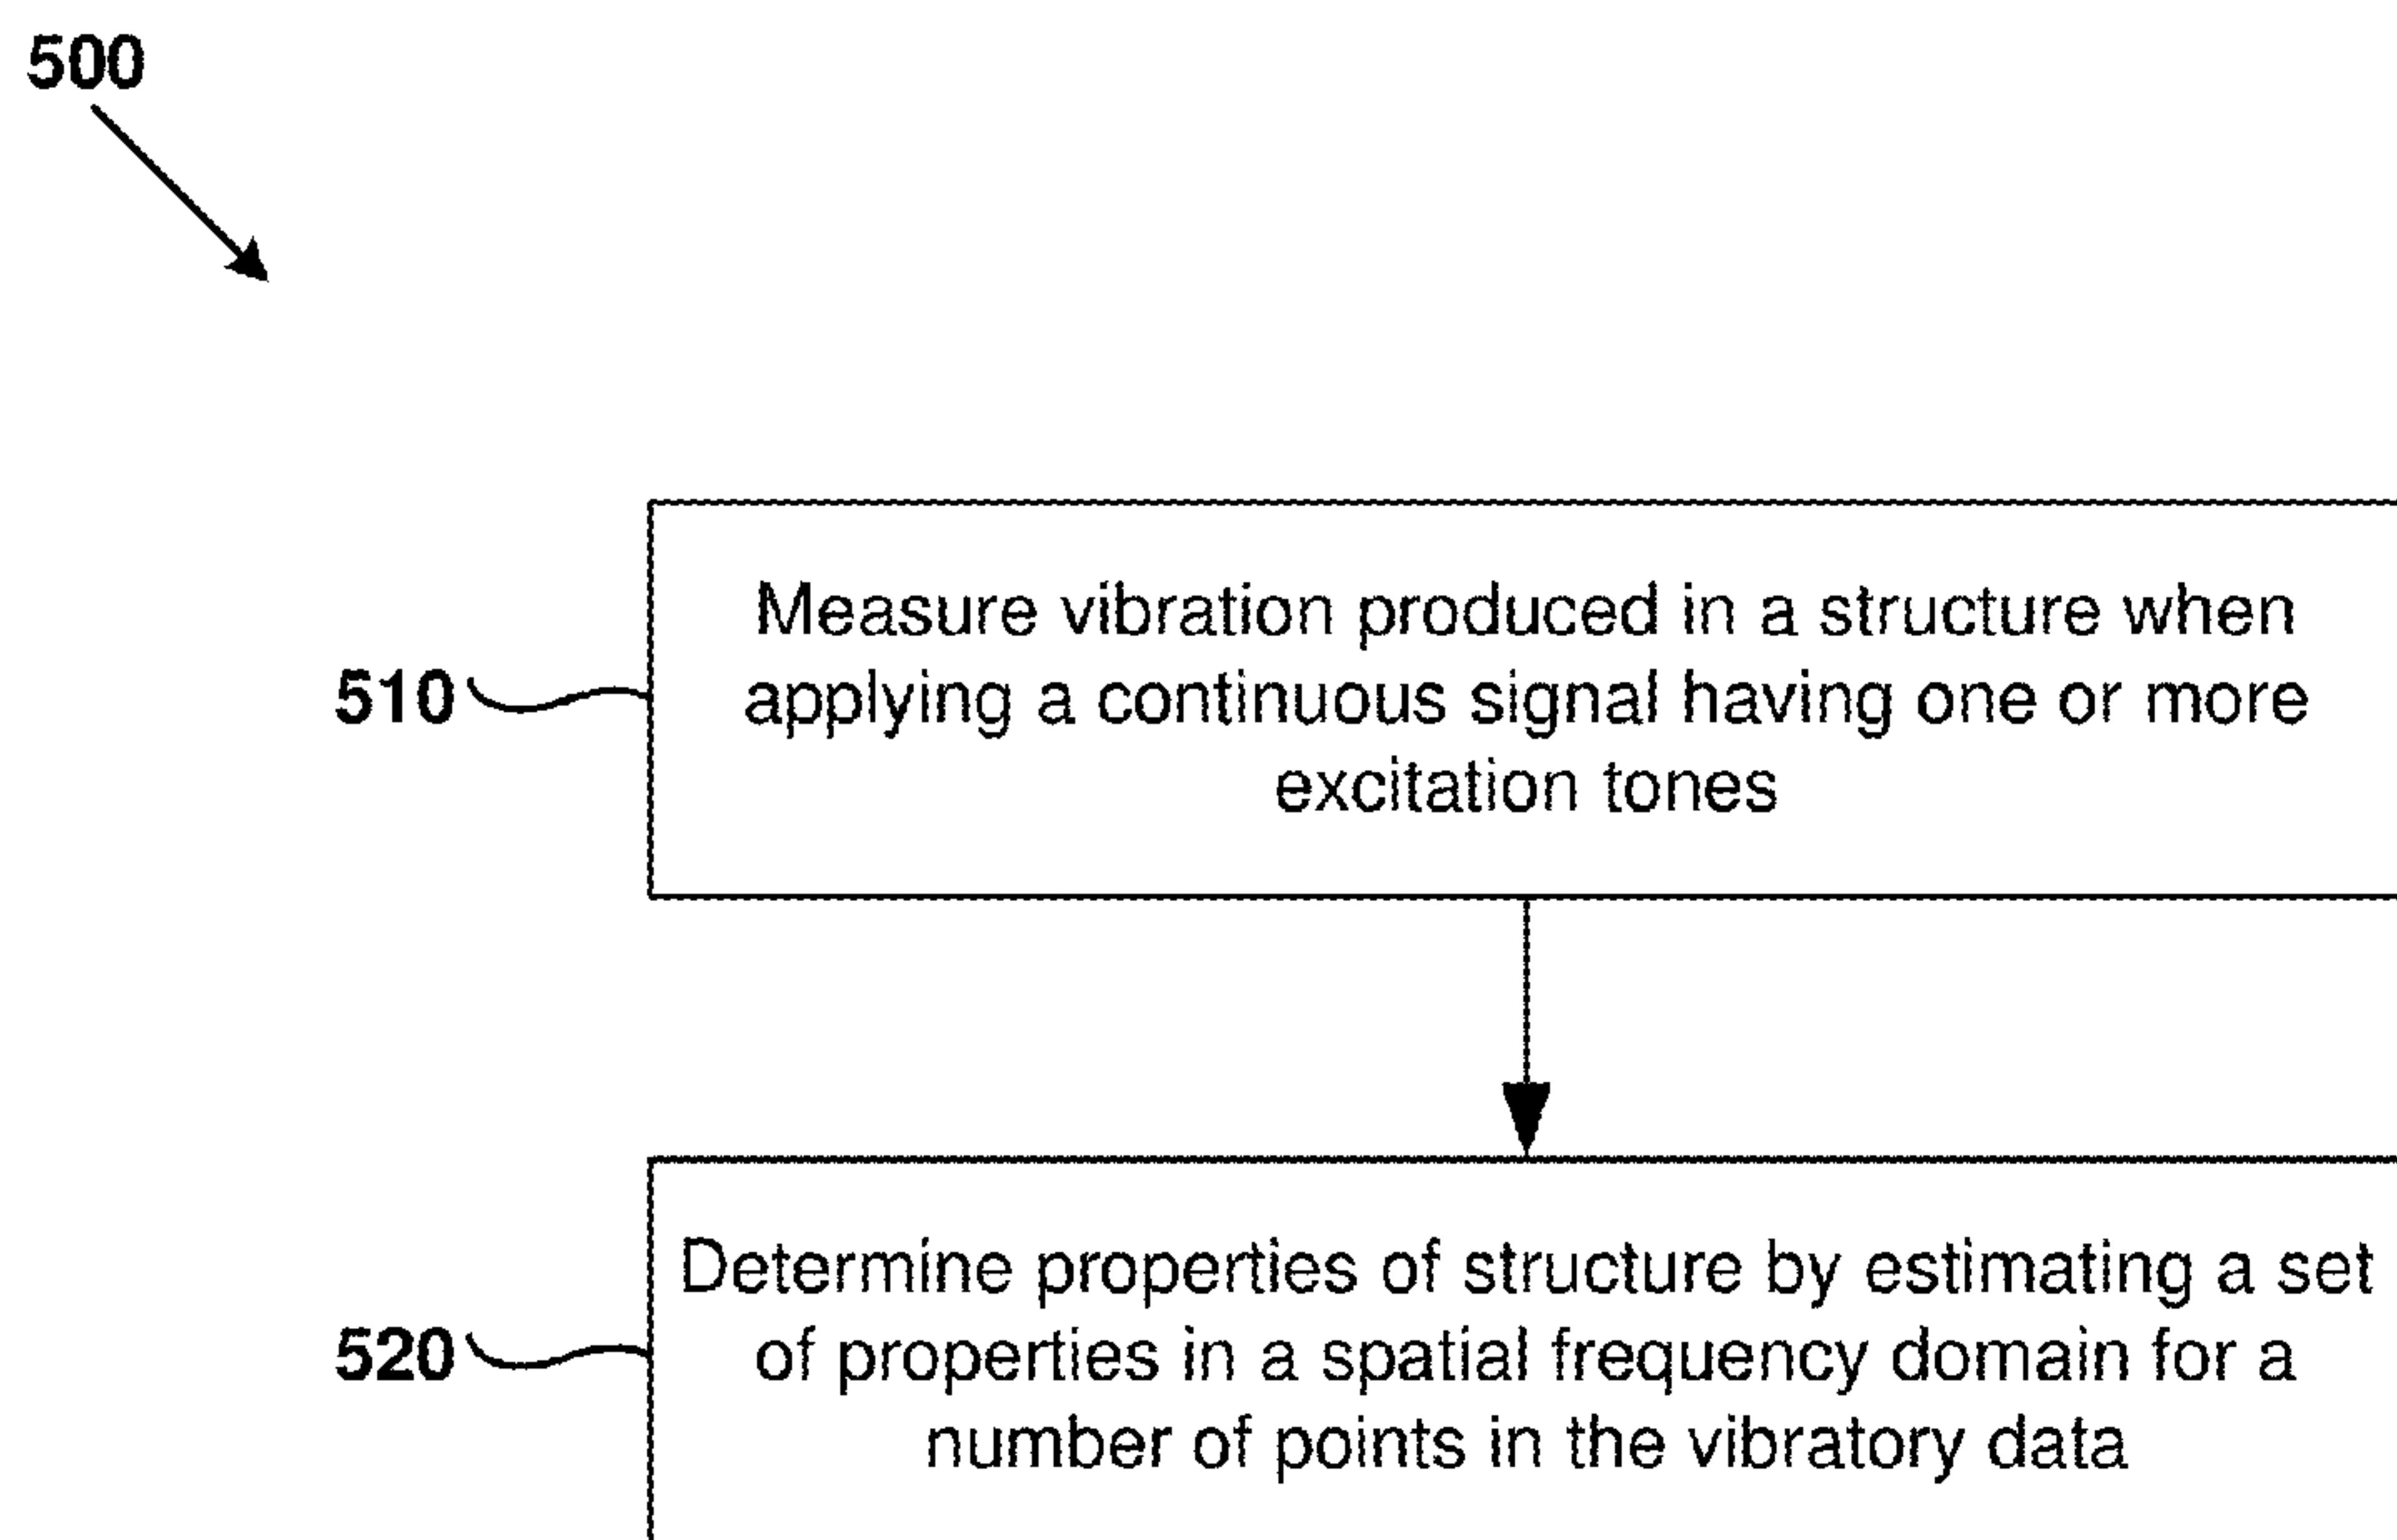 500
510
Measure vibration produced in a structure when
applying a continuous signal having one or more
excitation tones
520
Determine properties of structure by estimating a set
of properties in a spatial frequency domain for a
number of points in the vibratory data